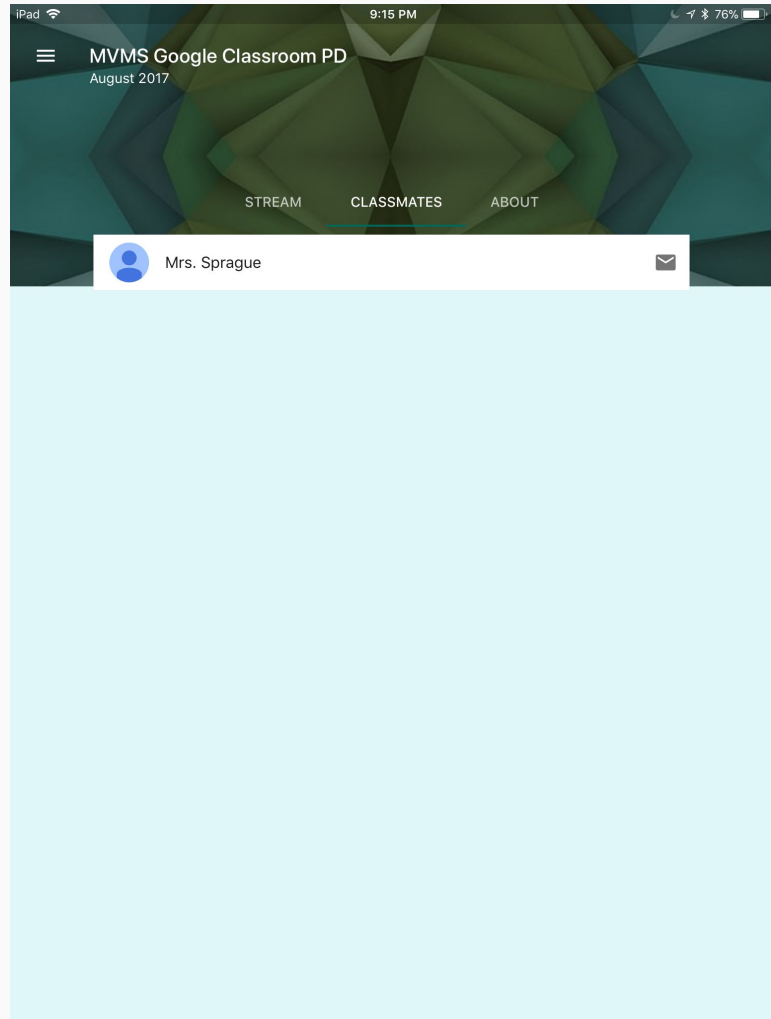 iPad 9:15 PM 76%
MVMS Google Classroom PD
August 2017
STREAM CLASSMATES ABOUT
Mrs. Sprague